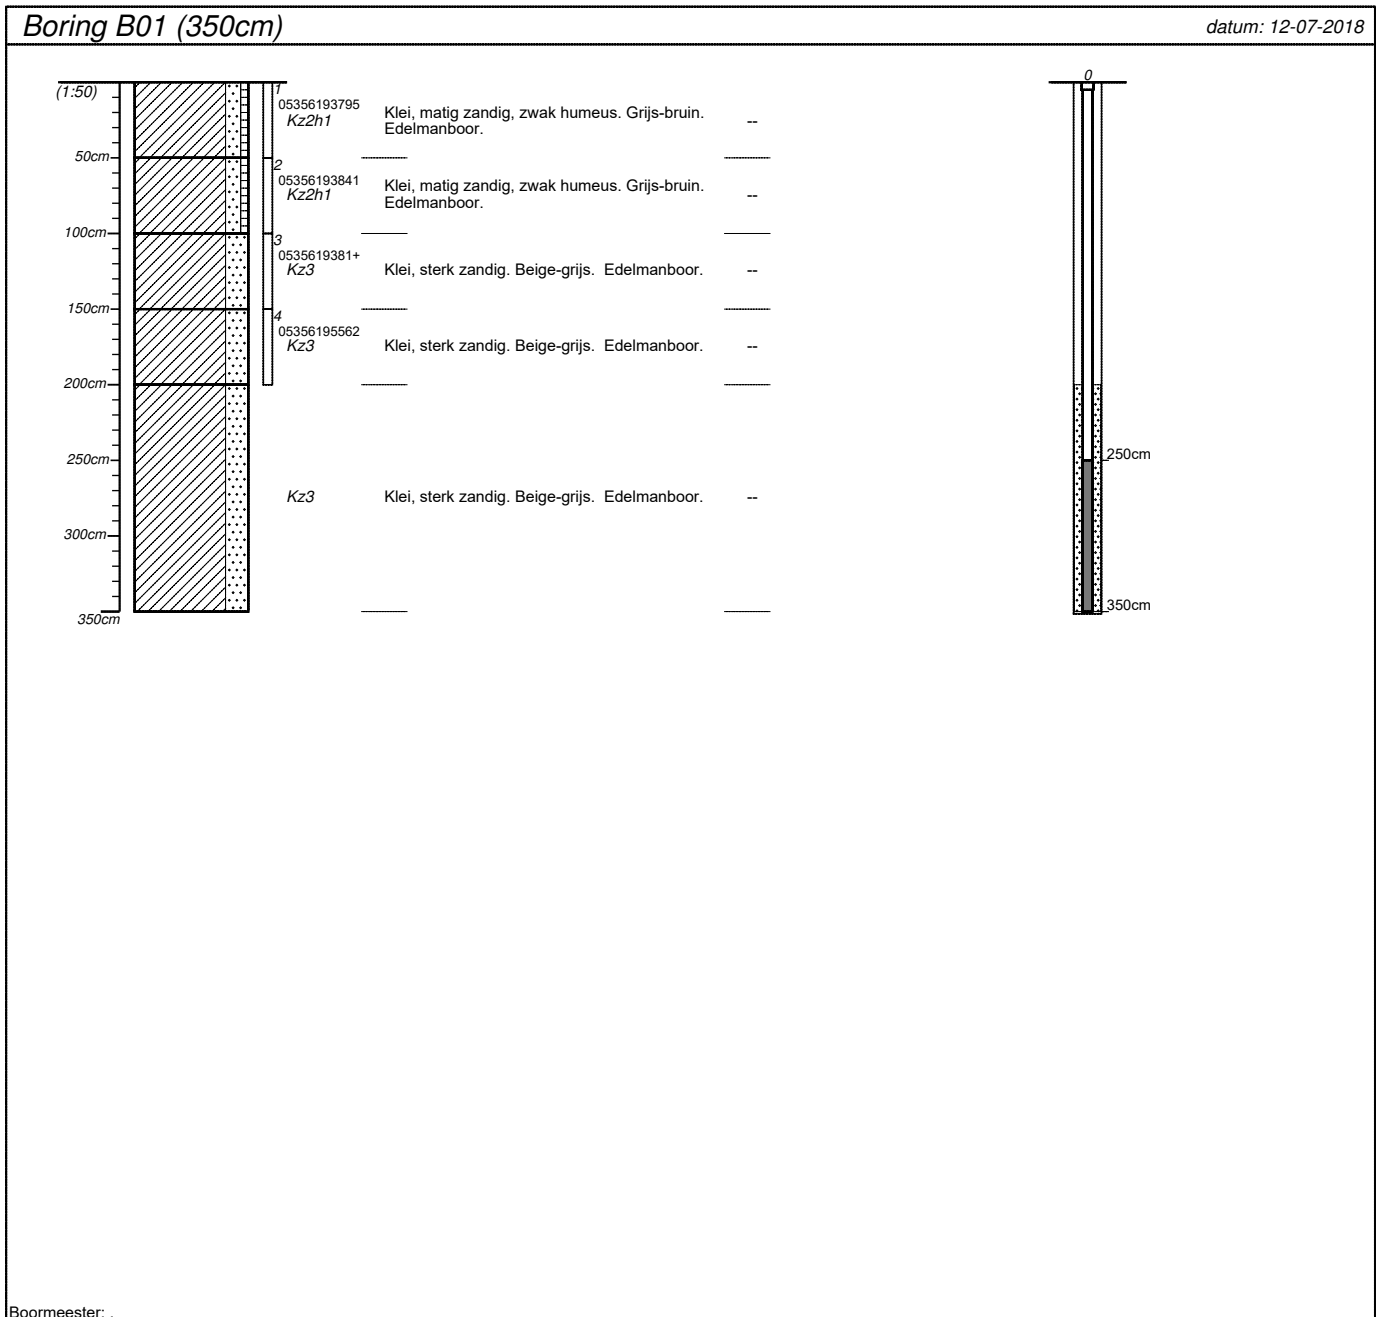 Boring B01 (350cm)
datum: 12-07-2018
(1:50)
0
1
05356193795
Kz2h1
Klei, matig zandig, zwak humeus. Grijs-bruin.
Edelmanboor.
--
50cm
2
05356193841
Kz2h1
Klei, matig zandig, zwak humeus. Grijs-bruin.
Edelmanboor.
--
100cm
3
0535619381+
Kz3
Klei, sterk zandig. Beige-grijs. Edelmanboor.
--
150cm
4
05356195562
Kz3
Klei, sterk zandig. Beige-grijs. Edelmanboor.
--
200cm
250cm
250cm
Kz3
Klei, sterk zandig. Beige-grijs. Edelmanboor.
--
300cm
350cm
350cm
Boormeester: .